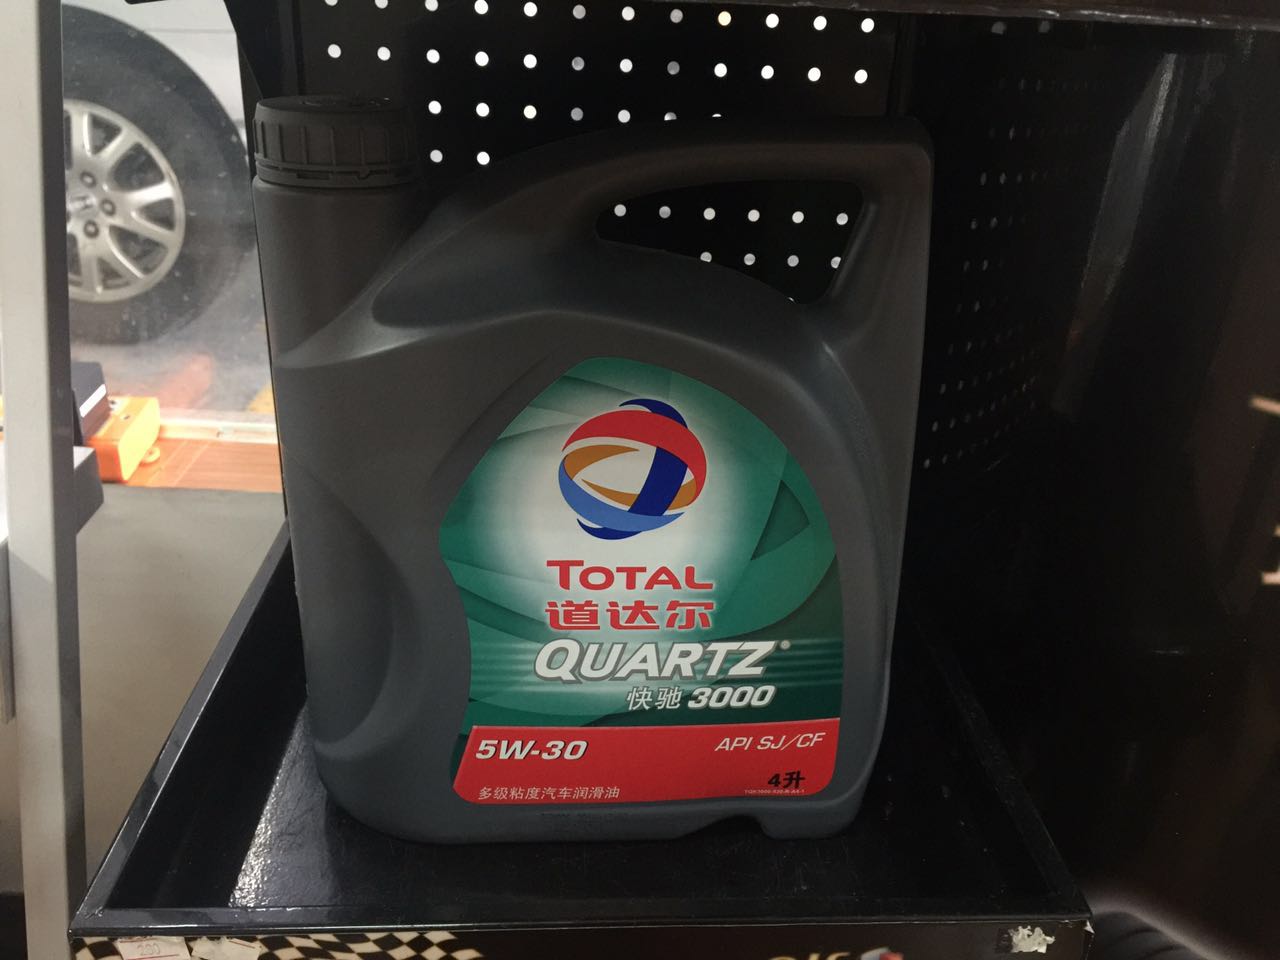 TOTAL
道达尔
QUARTZ®
快驰 3000
5W-30
API SJ/CF
4升
多级粘度汽车润滑油